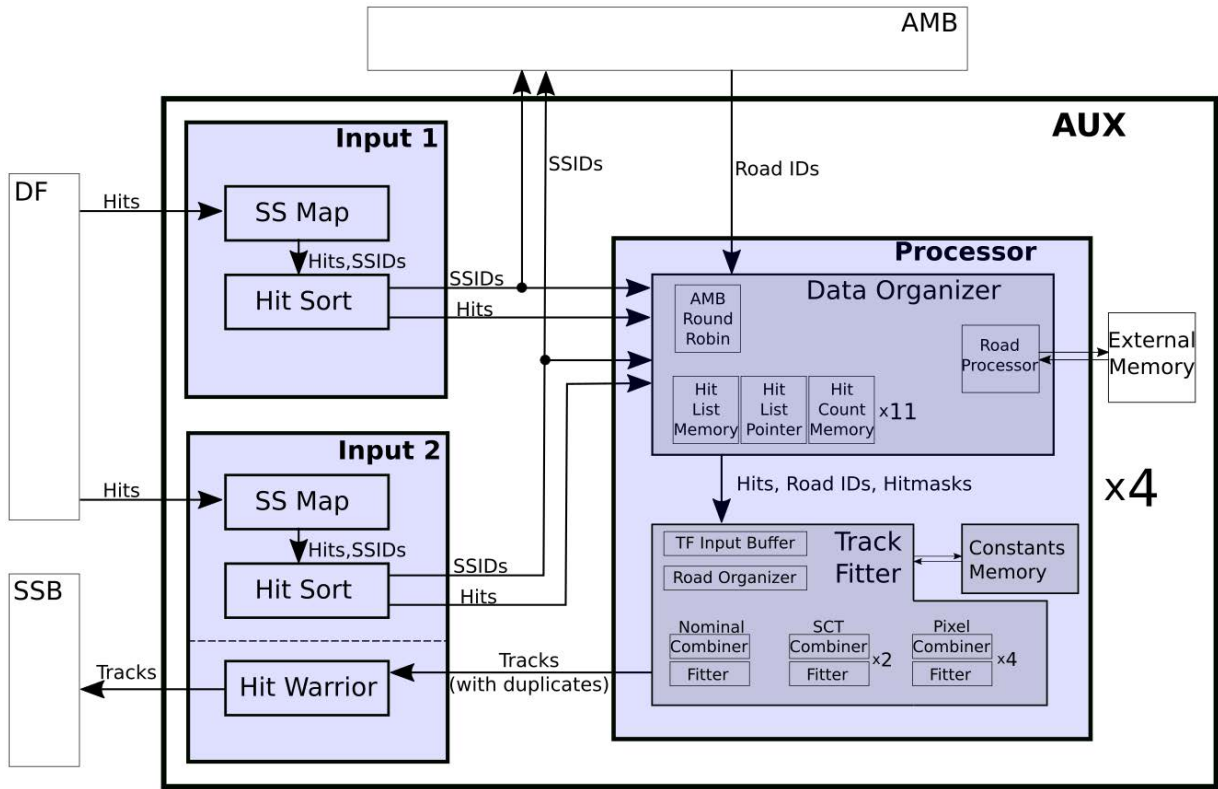 AMB
AUX
DF
Hits
Input 1
SS Map
Hits,SSIDs
Hit Sort
SSIDs
Hits
SSIDs
Road IDs
Processor
Data Organizer
AMB
Round
Robin
Road
Processor
External
Memory
Hit
List
Memory
Hit
List
Pointer
Hit
Count
Memory
x11
Hits, Road IDs, Hitmasks
x4
Input 2
Hits
SS Map
Hits,SSIDs
Hit Sort
SSIDs
Hits
TF Input Buffer
Road Organizer
Track
Fitter
Constants
Memory
Nominal
Combiner
Fitter
SCT
Combiner
Fitter
x2
Pixel
Combiner
Fitter
x4
Tracks
(with duplicates)
Hit Warrior
Tracks
SSB